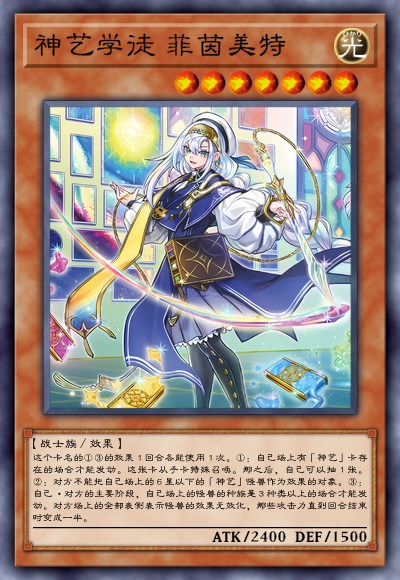 神艺学徒 菲茵美特
光
【战士族/效果】
这个卡名的①③的效果1回合各能使用1次。①：自己场上有「神艺」卡存
在的场合才能发动。这张卡从手卡特殊召唤。那之后，自己可以抽1张。
②：对方不能把自己场上的6星以下的「神艺」怪兽作为效果的对象。③：
自己·对方的主要阶段，自己场上的怪兽的种族是3种类以上的场合才能发
动。对方场上的全部表侧表示怪兽的效果无效化，那些攻击力直到回合结束
时变成一半。
ATK/2400 DEF/1500